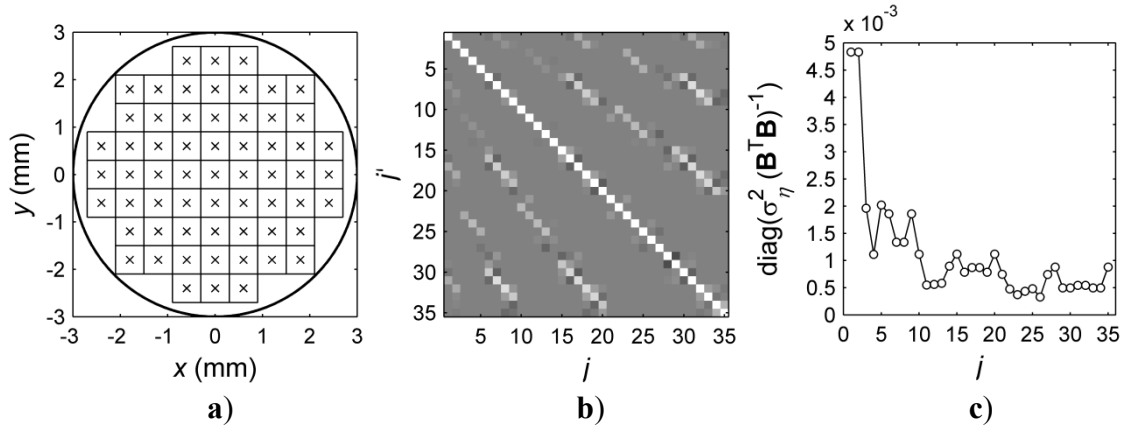 3
2
1
0
-1
-2
-3
y (mm)
-3 -2 -1 0 1 2 3
x (mm)
a)
5
10
15
20
25
30
35
j'
5 10 15 20 25 30 35
j
b)
x 10⁻³
5
4.5
4
3.5
3
2.5
2
1.5
1
0.5
0
diag(σ²η (BᵀB)⁻¹)
0 5 10 15 20 25 30 35
j
c)